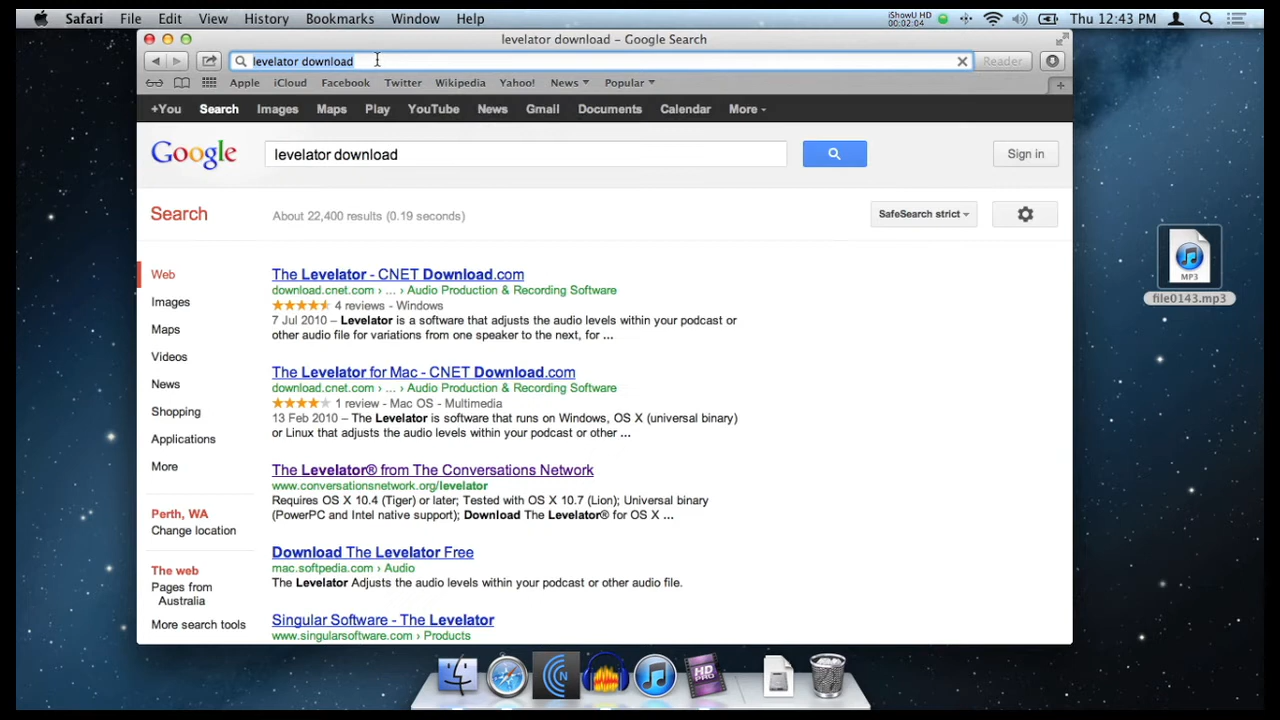 Safari File Edit View History Bookmarks Window Help
iShowU HD
00:02:04
Thu 12:43 PM
levelator download – Google Search
levelator download
Reader
Apple iCloud Facebook Twitter Wikipedia Yahoo! News Popular
+You Search Images Maps Play YouTube News Gmail Documents Calendar More
Google
levelator download
Sign in
Search
About 22,400 results (0.19 seconds)
SafeSearch strict
Web
Images
Maps
Videos
News
Shopping
Applications
More
Perth, WA
Change location
The web
Pages from
Australia
More search tools
The Levelator - CNET Download.com
download.cnet.com › ... › Audio Production & Recording Software
4 reviews - Windows
7 Jul 2010 – Levelator is a software that adjusts the audio levels within your podcast or
other audio file for variations from one speaker to the next, for ...
The Levelator for Mac - CNET Download.com
download.cnet.com › ... › Audio Production & Recording Software
1 review - Mac OS - Multimedia
13 Feb 2010 – The Levelator is software that runs on Windows, OS X (universal binary)
or Linux that adjusts the audio levels within your podcast or other ...
The Levelator® from The Conversations Network
www.conversationsnetwork.org/levelator
Requires OS X 10.4 (Tiger) or later; Tested with OS X 10.7 (Lion); Universal binary
(PowerPC and Intel native support); Download The Levelator® for OS X ...
Download The Levelator Free
mac.softpedia.com › Audio
The Levelator Adjusts the audio levels within your podcast or other audio file.
Singular Software - The Levelator
www.singularsoftware.com › Products
MP3
file0143.mp3
N
HD
PRO